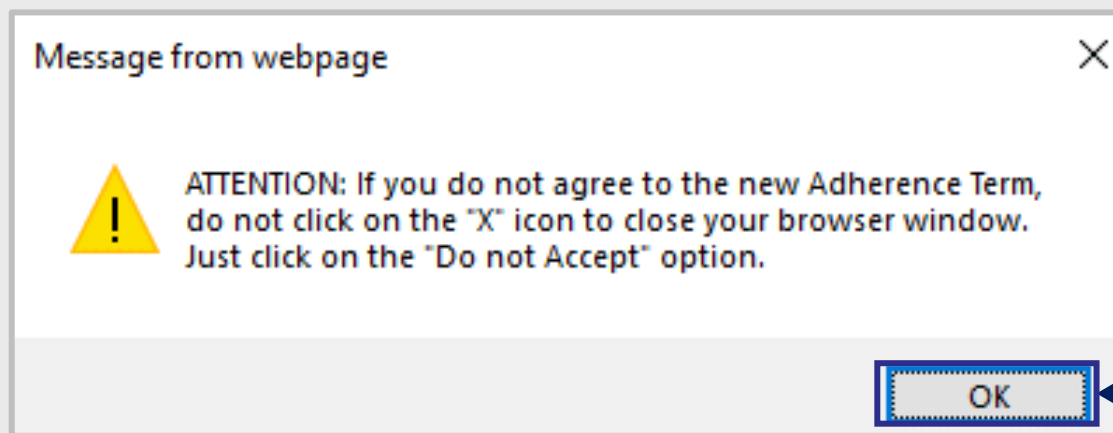 Message from webpage
ATTENTION: If you do not agree to the new Adherence Term,
do not click on the "X" icon to close your browser window.
Just click on the "Do not Accept" option.
OK